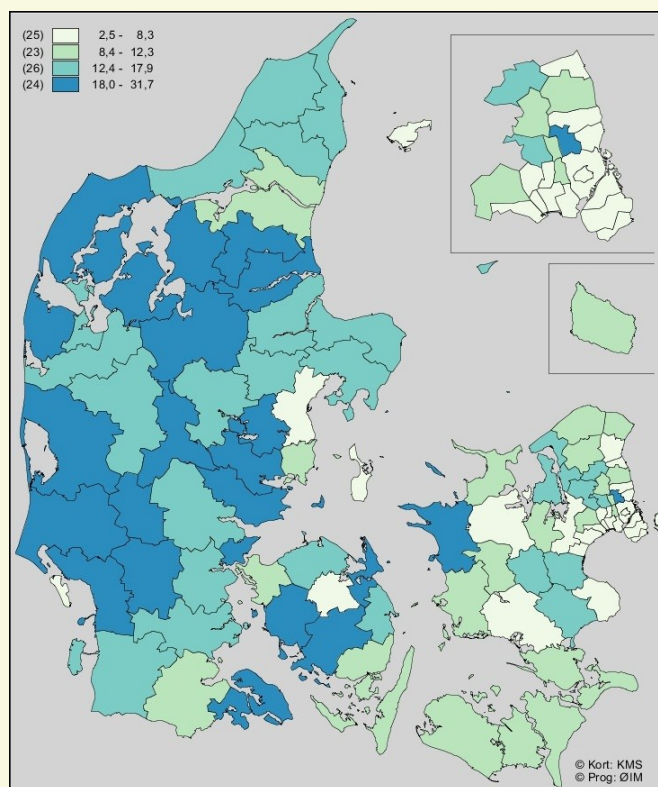 (25) 2,5 - 8,3
(23) 8,4 - 12,3
(26) 12,4 - 17,9
(24) 18,0 - 31,7
© Kort: KMS
© Prog: ØIM